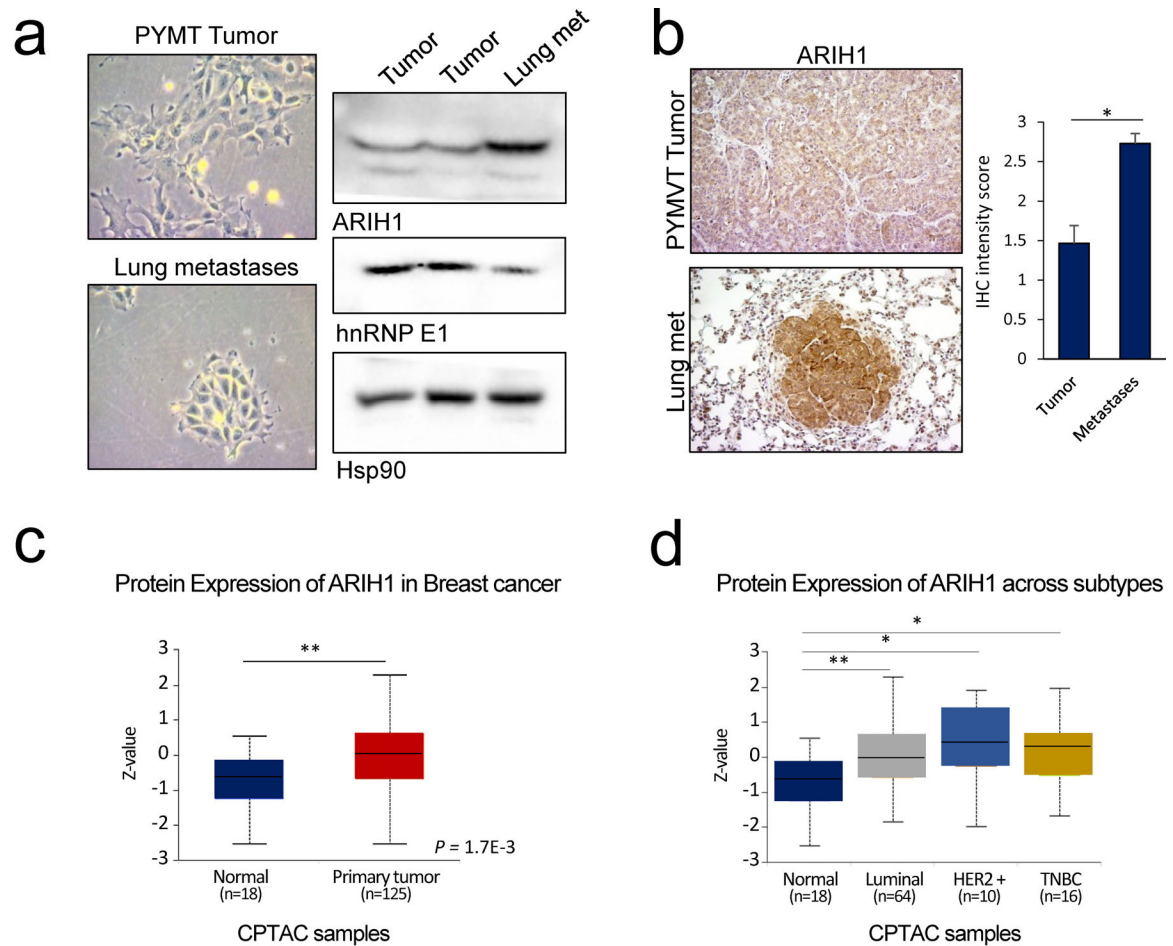 a
PYMT Tumor
Lung metastases
Tumor
Tumor
Lung met
ARIH1
hnRNP E1
Hsp90
b
ARIH1
PYMVT Tumor
Lung met
IHC intensity score
3
2.5
2
1.5
1
0.5
0
*
Tumor
Metastases
c
Protein Expression of ARIH1 in Breast cancer
Z-value
3
2
1
0
-1
-2
-3
**
P = 1.7E-3
Normal
(n=18)
Primary tumor
(n=125)
CPTAC samples
d
Protein Expression of ARIH1 across subtypes
Z-value
3
2
1
0
-1
-2
-3
*
*
**
Normal
(n=18)
Luminal
(n=64)
HER2 +
(n=10)
TNBC
(n=16)
CPTAC samples